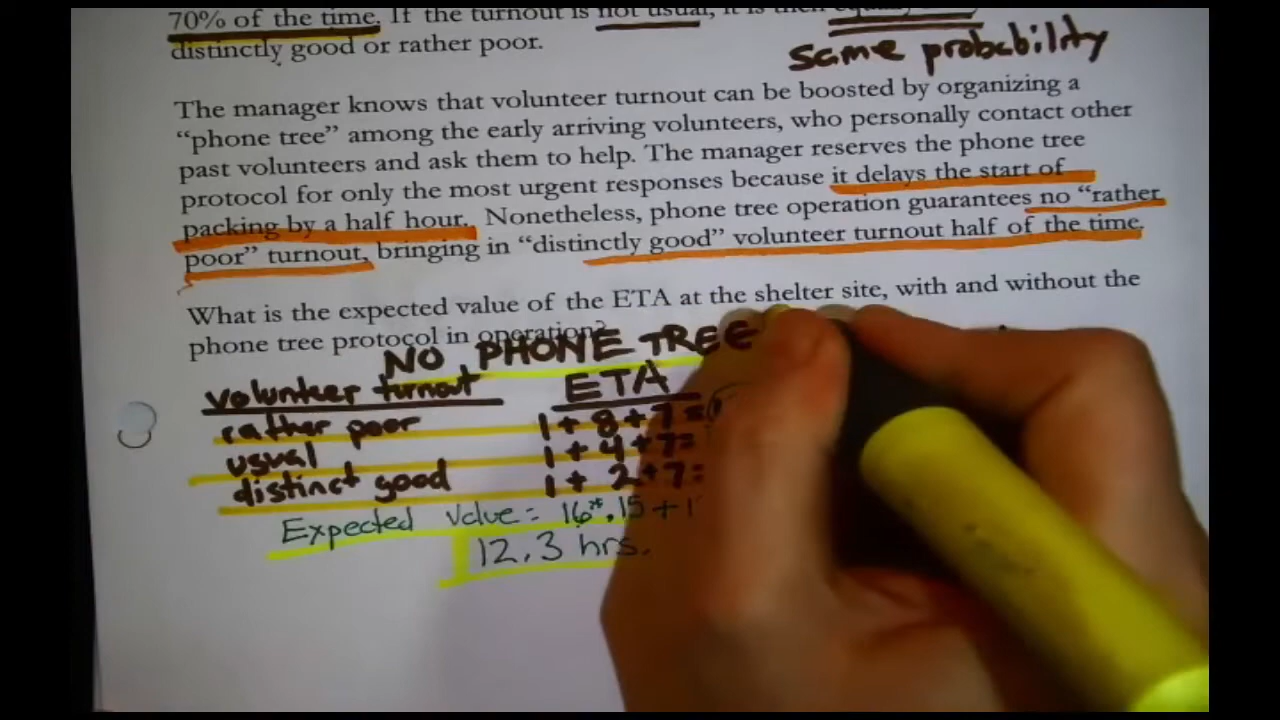 70% of the time. If the turnout is not usual, it is then equally
distinctly good or rather poor.
same probability
The manager knows that volunteer turnout can be boosted by organizing a
“phone tree” among the early arriving volunteers, who personally contact other
past volunteers and ask them to help. The manager reserves the phone tree
protocol for only the most urgent responses because it delays the start of
packing by a half hour. Nonetheless, phone tree operation guarantees no “rather
poor” turnout, bringing in “distinctly good” volunteer turnout half of the time.
What is the expected value of the ETA at the shelter site, with and without the
phone tree protocol in operation?
NO PHONE TREE
volunteer turnout ETA
rather poor 1 + 8 + 7 =
usual 1 + 4 + 7 =
distinct good 1 + 2 + 7 =
Expected Value = 16*.15 + 1
12.3 hrs.